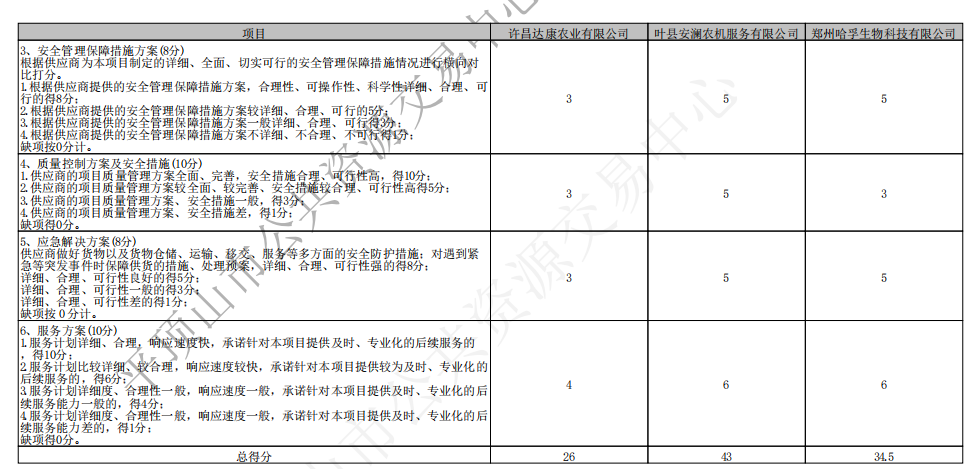 项目 许昌达康农业有限公司 叶县安澜农机服务有限公司 郑州哈孚生物科技有限公司
3、安全管理保障措施方案(8分)
根据供应商为本项目制定的详细、全面、切实可行的安全管理保障措施情况进行横向对
比打分。
1.根据供应商提供的安全管理保障措施方案，合理性、可操作性、科学性详细、合理、可
行的得8分；
2.根据供应商提供的安全管理保障措施方案较详细、合理、可行的5分；
3.根据供应商提供的安全管理保障措施方案一般详细、合理、可行得3分；
4.根据供应商提供的安全管理保障措施方案不详细、不合理、不可行得1分；
缺项按0分计。
3 5 5
4、质量控制方案及安全措施(10分)
1.供应商的项目质量管理方案全面、完善，安全措施合理、可行性高，得10分；
2.供应商的项目质量管理方案较全面、较完善、安全措施较合理、可行性高得5分；
3.供应商的项目质量管理方案、安全措施一般，得3分；
4.供应商的项目质量管理方案、安全措施差，得1分；
缺项得0分。
3 5 3
5、应急解决方案(8分)
供应商做好货物以及货物仓储、运输、移交、服务等多方面的安全防护措施；对遇到紧
急等突发事件时保障供货的措施、处理预案，详细、合理、可行性强的得8分；
详细、合理、可行性良好的得5分；
详细、合理、可行性一般的得3分；
详细、合理、可行性差的得1分；
缺项按０分计。
3 5 5
6、服务方案(10分)
1.服务计划详细、合理，响应速度快，承诺针对本项目提供及时、专业化的后续服务的
，得10分；
2.服务计划比较详细、较合理，响应速度较快，承诺针对本项目提供较为及时、专业化的
后续服务的，得6分；
3.服务计划详细度、合理性一般，响应速度一般，承诺针对本项目提供及时、专业化的后
续服务能力一般的，得4分；
4.服务计划详细度、合理性一般，响应速度一般，承诺针对本项目提供及时、专业化的后
续服务能力差的，得1分；
缺项得0分。
4 6 6
总得分 26 43 34.5
平顶山市公共资源交易中心
山市公共资源交易中心